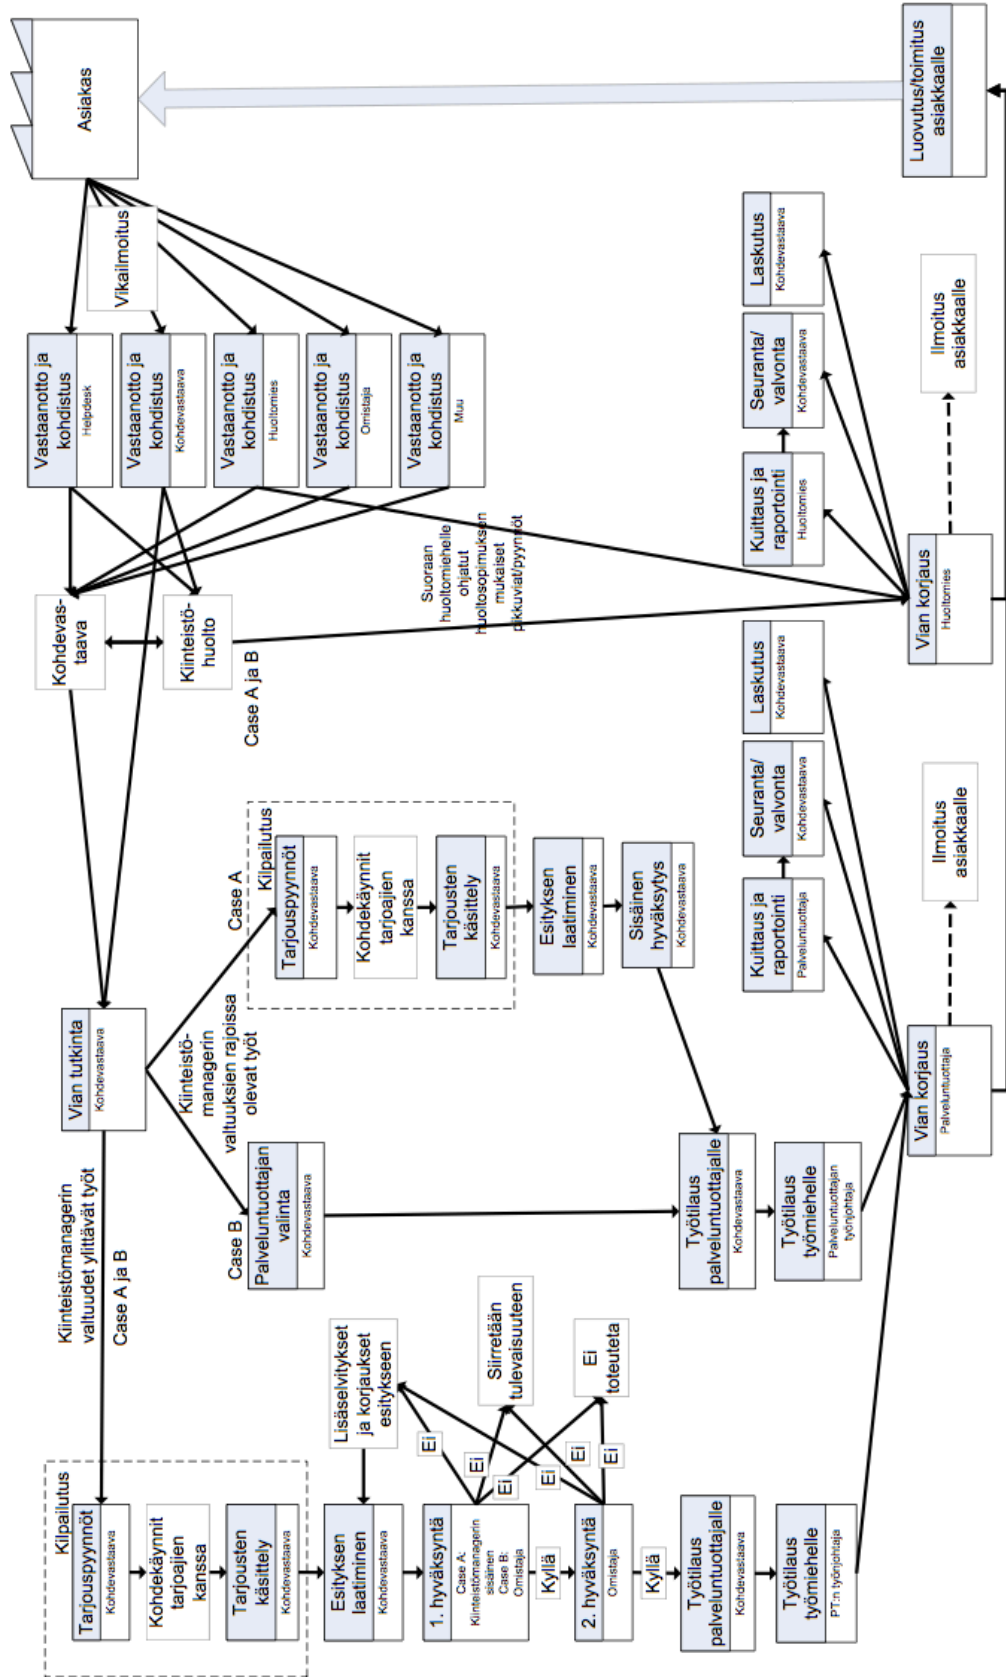 Kilpailutus
Tarjouspyynnöt
Kohdevastaava
Kohdekäynnit
tarjoajien
kanssa
Tarjousten
käsittely
Kohdevastaava
Esityksen
laatiminen
Kohdevastaava
1. hyväksyntä
Case A:
Kiinteistömanagerin
sisäinen
Case B:
Omistaja
Kyllä
2. hyväksyntä
Omistaja
Kyllä
Työtilaus
palveluntuottajalle
Kohdevastaava
Työtilaus
työmiehelle
PT:n työnjohtaja
Lisäselvitykset
ja korjaukset
esitykseen
Siirretään
tulevaisuuteen
Ei
toteuteta
Ei
Ei
Ei
Ei
Ei
Ei
Kiinteistömanagerin
valtuudet ylittävät työt
Case A ja B
Vian tutkinta
Kohdevastaava
Kiinteistö-
managerin
valtuuksien rajoissa
olevat työt
Case B
Palveluntuottajan
valinta
Kohdevastaava
Case A
Kilpailutus
Tarjouspyynnöt
Kohdevastaava
Kohdekäynnit
tarjoajien
kanssa
Tarjousten
käsittely
Kohdevastaava
Esityksen
laatiminen
Kohdevastaava
Sisäinen
hyväksytys
Kohdevastaava
Työtilaus
palveluntuottajalle
Kohdevastaava
Työtilaus
työmiehelle
Palveluntuottajan
työnjohtaja
Kuittaus ja
raportointi
Palveluntuottaja
Seuranta/
valvonta
Kohdevastaava
Laskutus
Kohdevastaava
Vian korjaus
Palveluntuottaja
Ilmoitus
asiakkaalle
Kohdevas-
taava
Kiinteistö-
huolto
Case A ja B
Suoraan
huoltomiehelle
ohjatut
huoltosopimuksen
mukaiset
pikkuviat/pyynnöt
Kuittaus ja
raportointi
Huoltomies
Seuranta/
valvonta
Kohdevastaava
Laskutus
Kohdevastaava
Vian korjaus
Huoltomies
Ilmoitus
asiakkaalle
Vastaanotto ja
kohdistus
Helpdesk
Vastaanotto ja
kohdistus
Kohdevastaava
Vastaanotto ja
kohdistus
Huoltomies
Vastaanotto ja
kohdistus
Omistaja
Vastaanotto ja
kohdistus
Muu
Vikailmoitus
Asiakas
Luovutus/toimitus
asiakkaalle